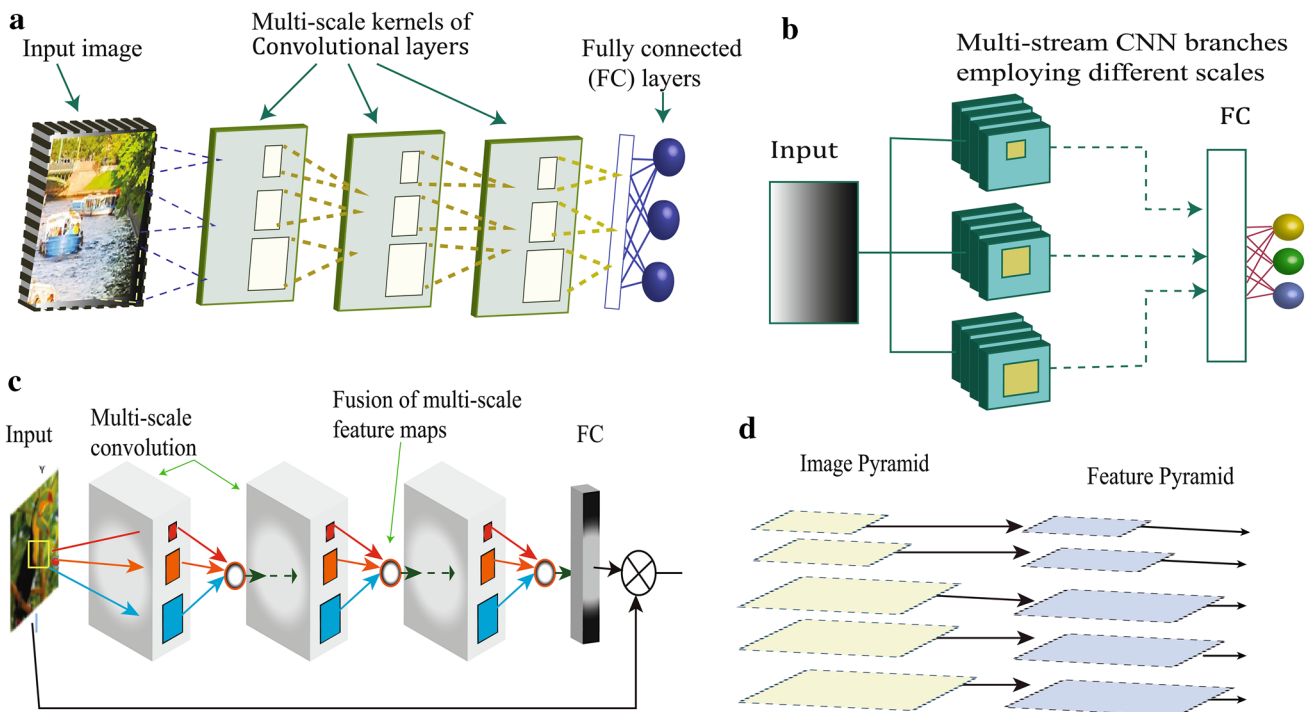 a
Input image
Multi-scale kernels of
Convolutional layers
Fully connected
(FC) layers
b
Multi-stream CNN branches
employing different scales
Input
FC
c
Input
Y
Multi-scale
convolution
Fusion of multi-scale
feature maps
FC
d
Image Pyramid
Feature Pyramid